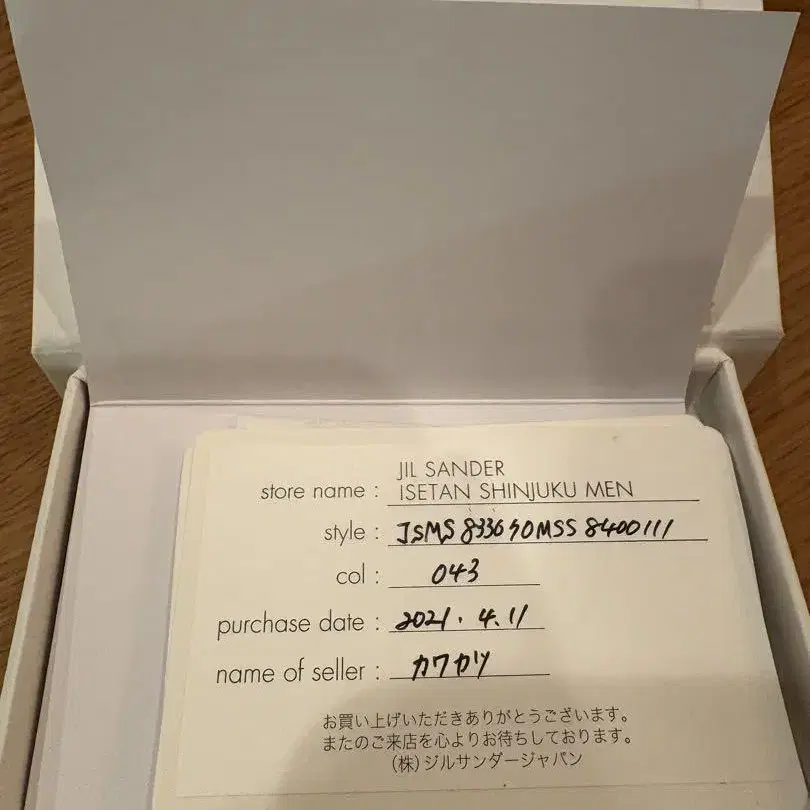 JIL SANDER
store name : ISETAN SHINJUKU MEN
style : JSMS833670MSS8400111
col : 043
purchase date : 2021.4.11
name of seller : カワカツ
お買い上げいただきありがとうございます。
またのご来店を心よりお待ちしております。
(株)ジルサンダージャパン